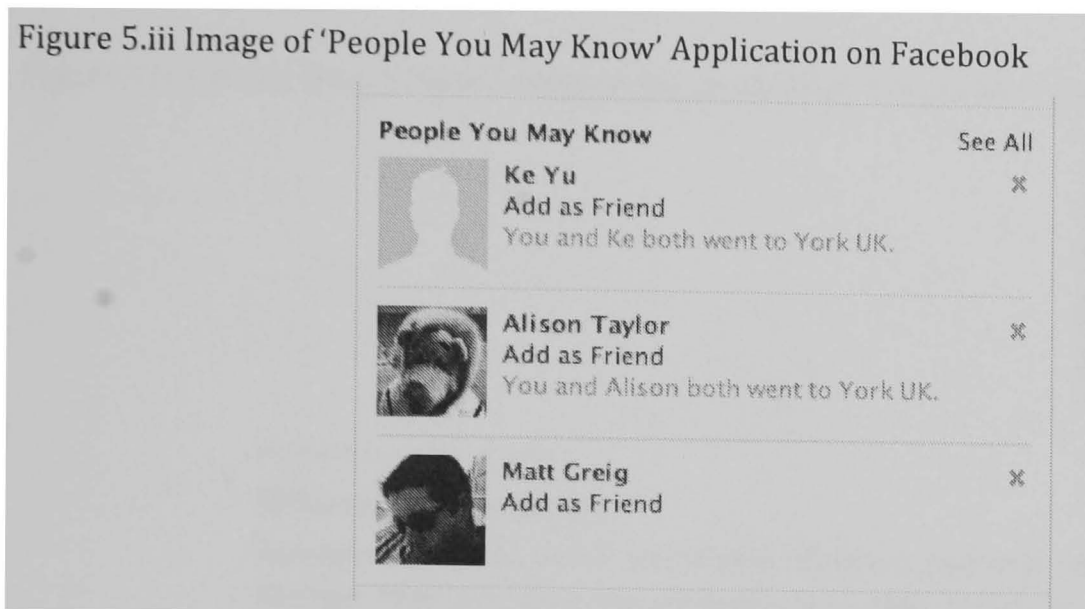 Figure 5.iii Image of ‘People You May Know’ Application on Facebook
People You May Know
See All
Ke Yu
Add as Friend
You and Ke both went to York UK.
Alison Taylor
Add as Friend
You and Alison both went to York UK.
Matt Greig
Add as Friend